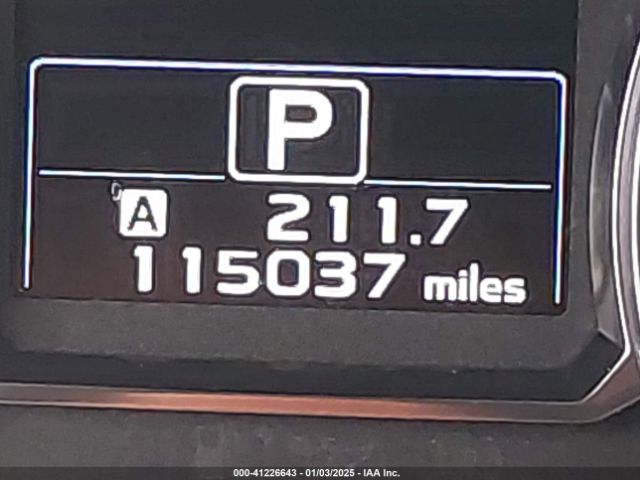 P
A 211.7
115037 miles
000-41226643 - 01/03/2025 - IAA Inc.